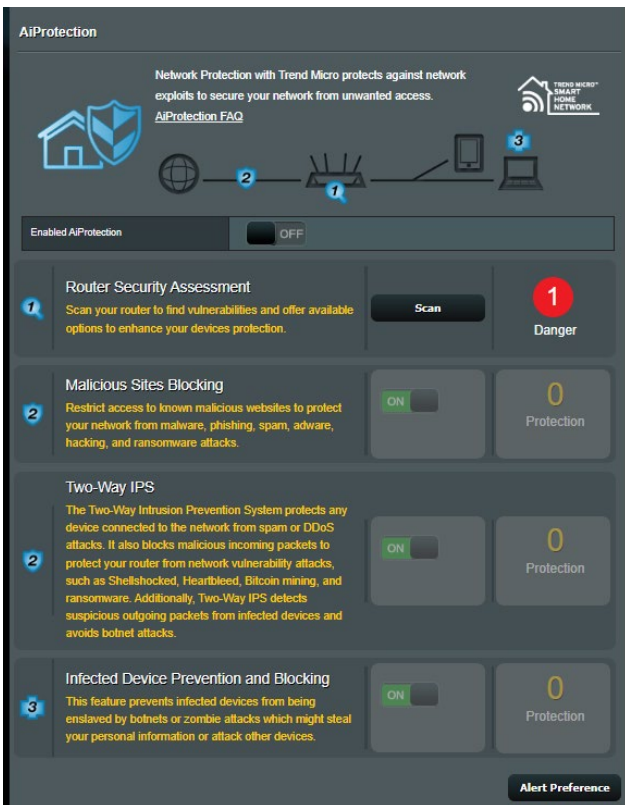 AiProtection
Network Protection with Trend Micro protects against network
exploits to secure your network from unwanted access.
AiProtection FAQ
TREND MICRO™
SMART
HOME
NETWORK
2
1
3
Enabled AiProtection
OFF
1
Router Security Assessment
Scan your router to find vulnerabilities and offer available
options to enhance your devices protection.
Scan
1
Danger
2
Malicious Sites Blocking
Restrict access to known malicious websites to protect
your network from malware, phishing, spam, adware,
hacking, and ransomware attacks.
ON
0
Protection
2
Two-Way IPS
The Two-Way Intrusion Prevention System protects any
device connected to the network from spam or DDoS
attacks. It also blocks malicious incoming packets to
protect your router from network vulnerability attacks,
such as Shellshocked, Heartbleed, Bitcoin mining, and
ransomware. Additionally, Two-Way IPS detects
suspicious outgoing packets from infected devices and
avoids botnet attacks.
ON
0
Protection
3
Infected Device Prevention and Blocking
This feature prevents infected devices from being
enslaved by botnets or zombie attacks which might steal
your personal information or attack other devices.
ON
0
Protection
Alert Preference